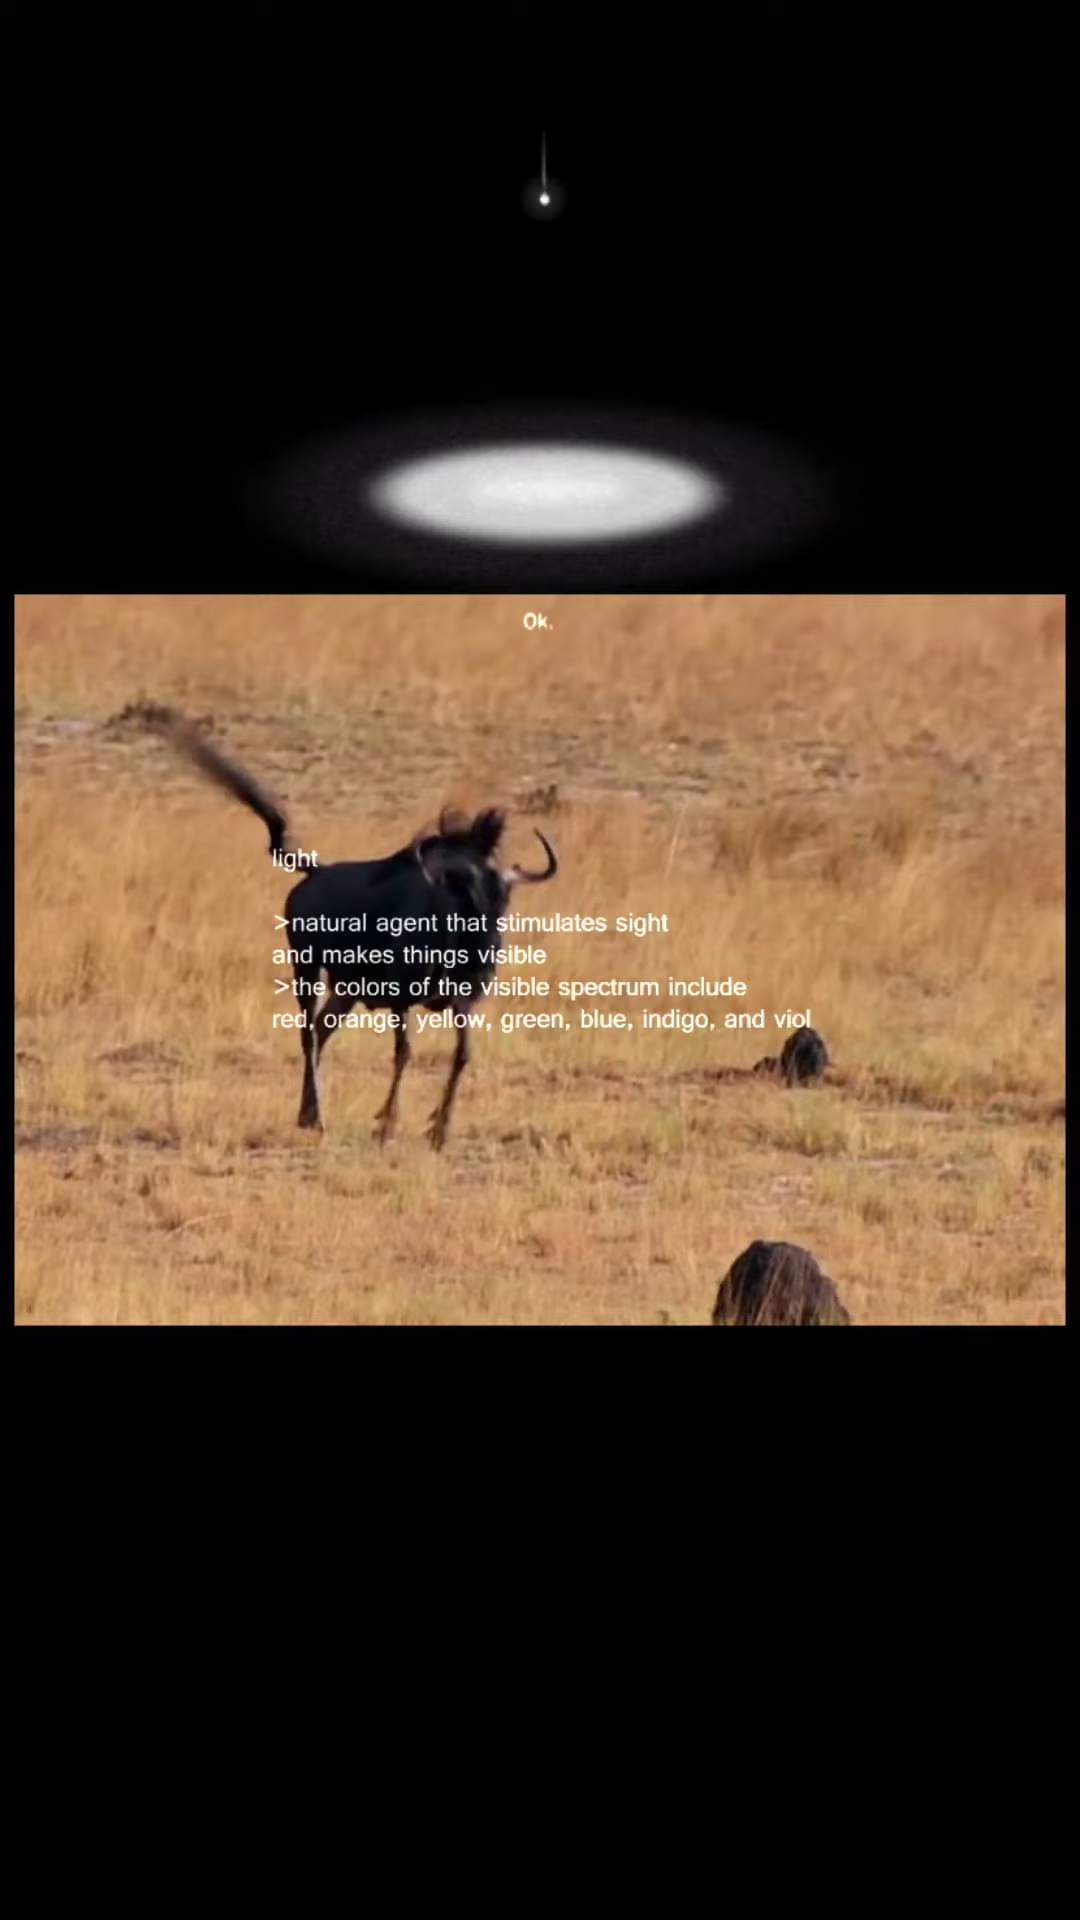 Ok.
light
>natural agent that stimulates sight
and makes things visible
>the colors of the visible spectrum include
red, orange, yellow, green, blue, indigo, and viol